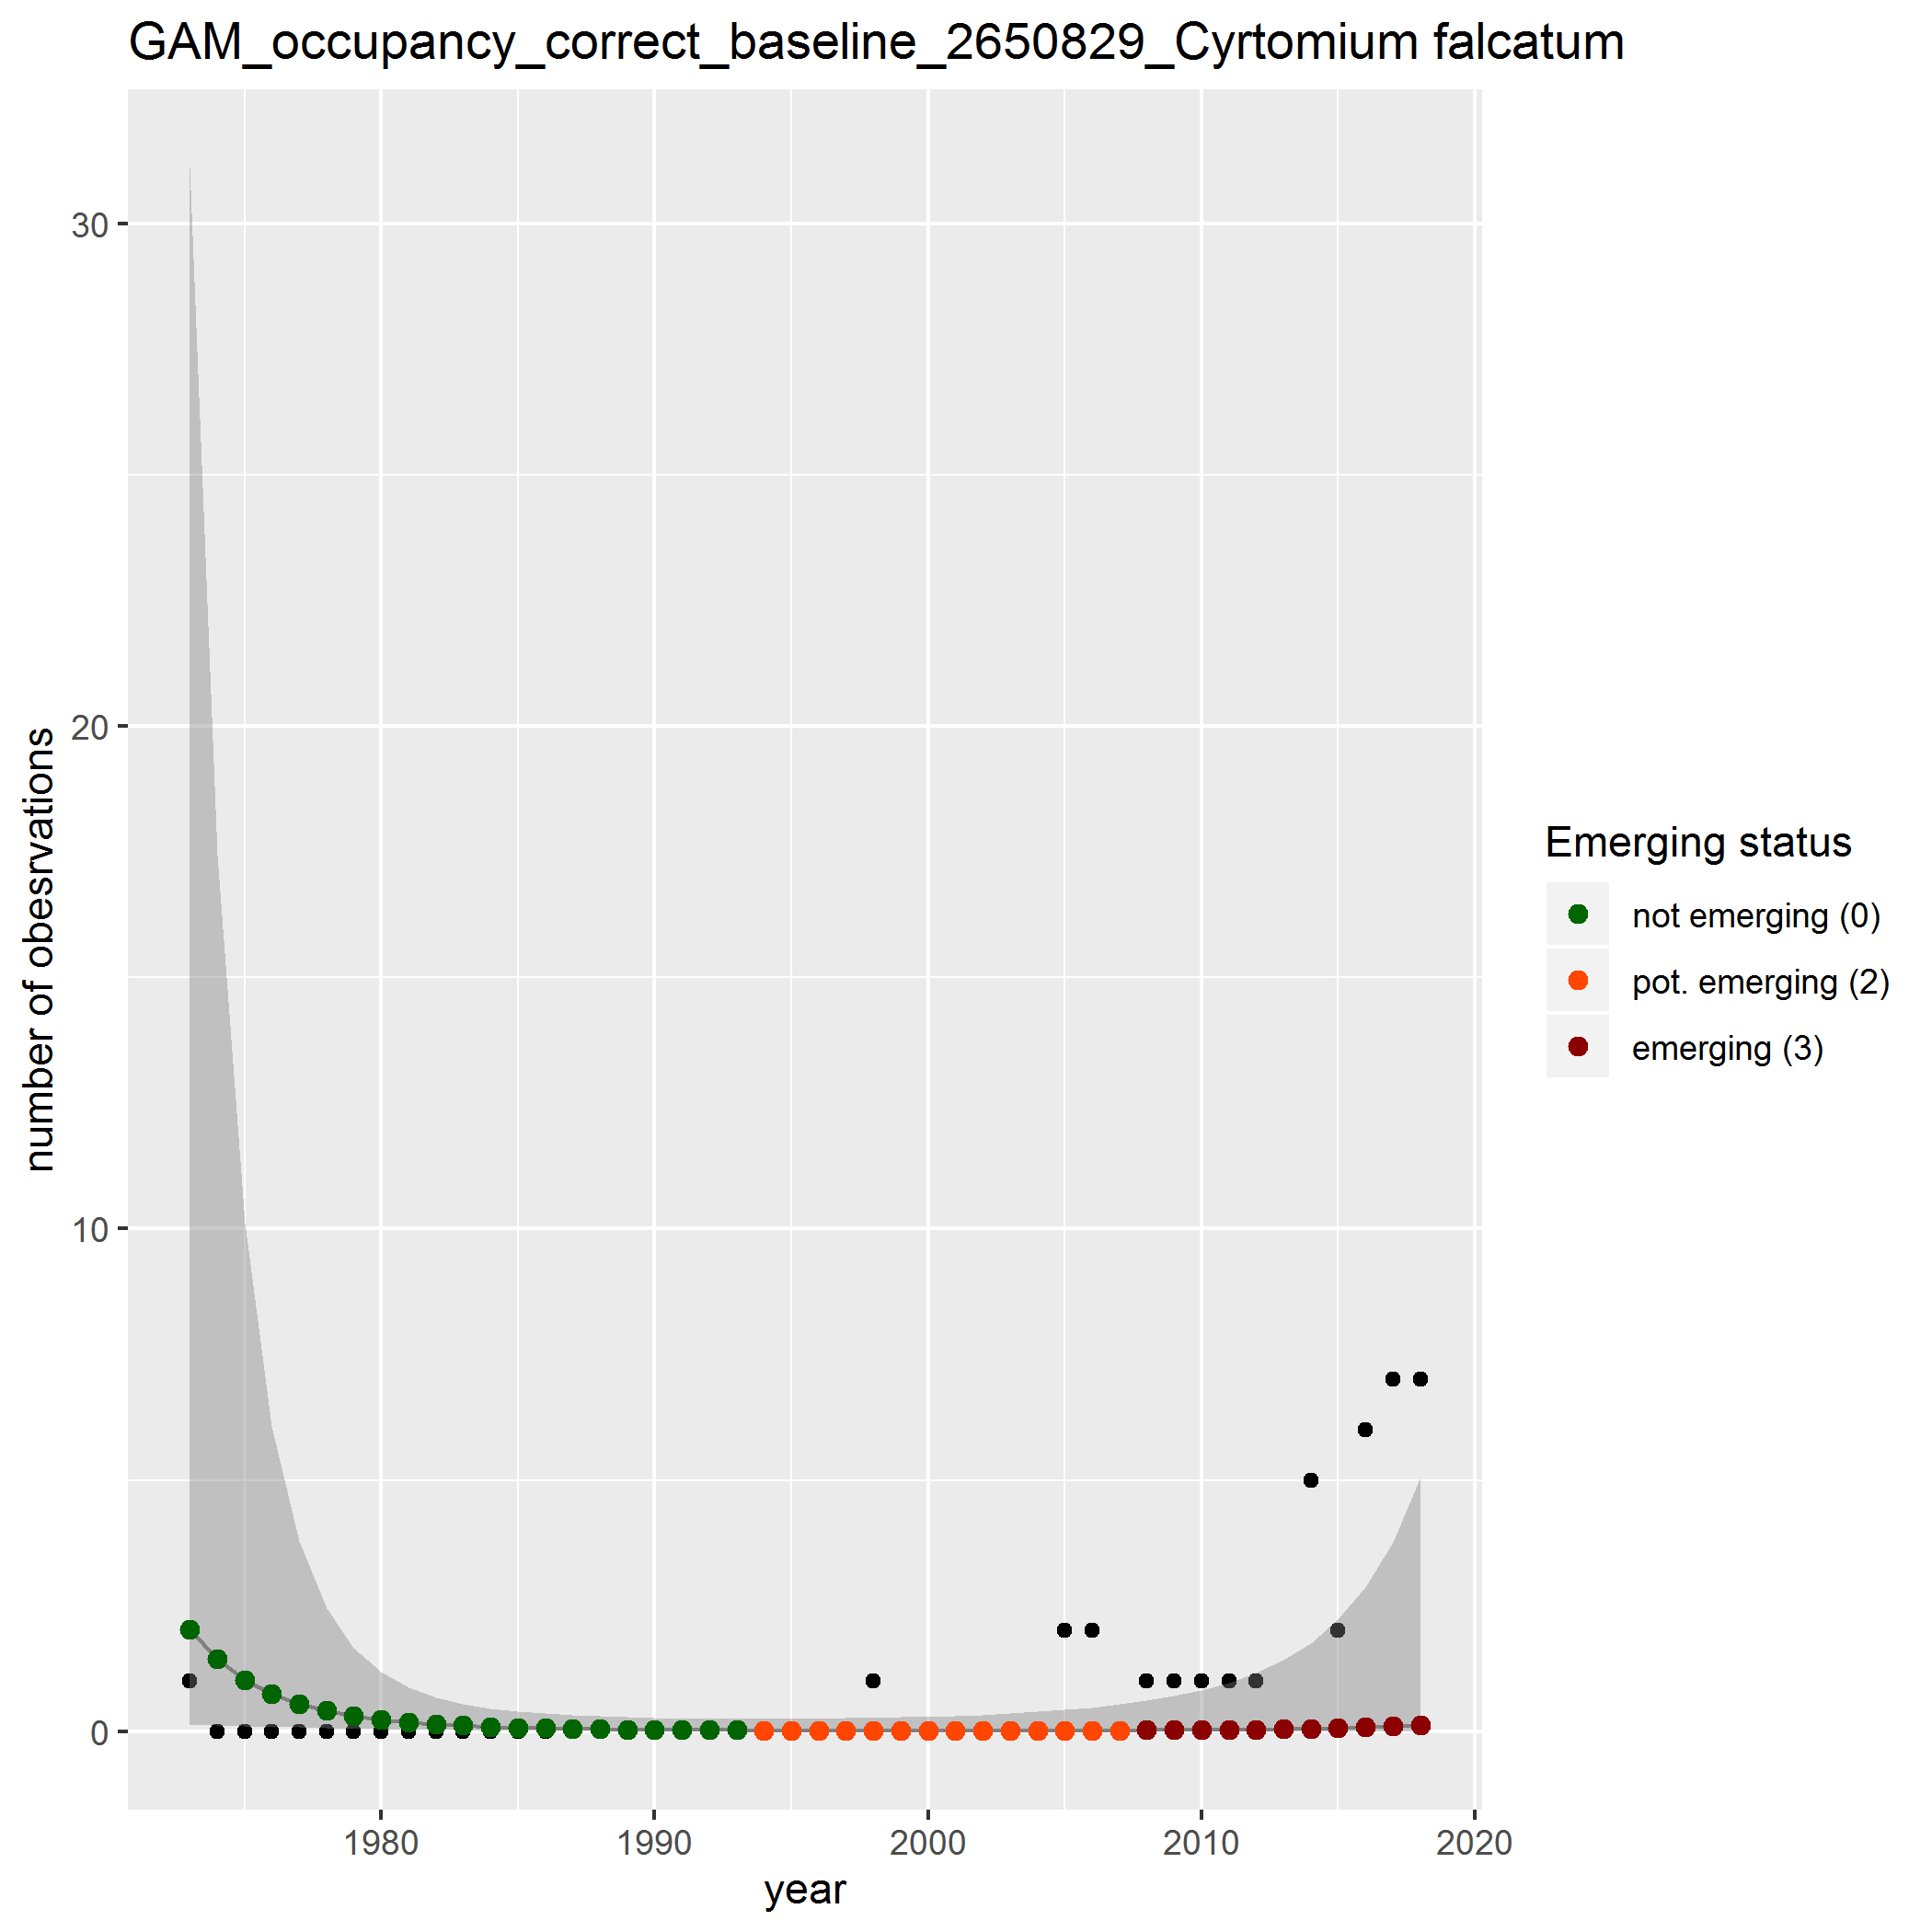 GAM_occupancy_correct_baseline_2650829_Cyrtomium falcatum
30
20
10
0
number of obesrvations
1980 1990 2000 2010 2020
year
Emerging status
not emerging (0)
pot. emerging (2)
emerging (3)